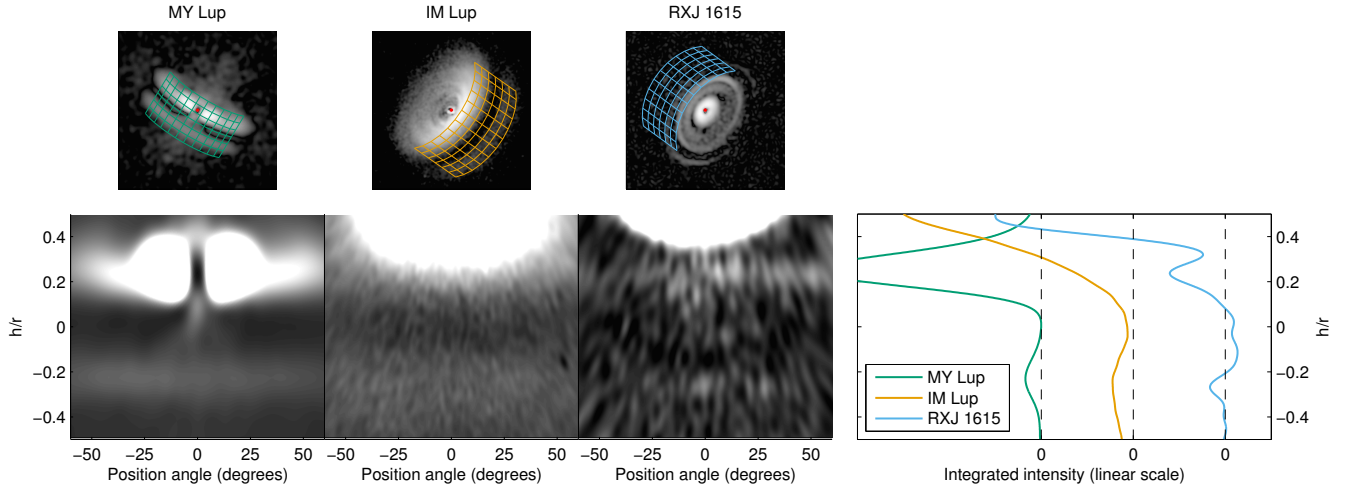 MY Lup
IM Lup
RXJ 1615
h/r
0.4
0.2
0
−0.2
−0.4
−50 −25 0 25 50
Position angle (degrees)
−50 −25 0 25 50
Position angle (degrees)
−50 −25 0 25 50
Position angle (degrees)
MY Lup
IM Lup
RXJ 1615
0 0 0
Integrated intensity (linear scale)
0.4
0.2
0
−0.2
−0.4
h/r